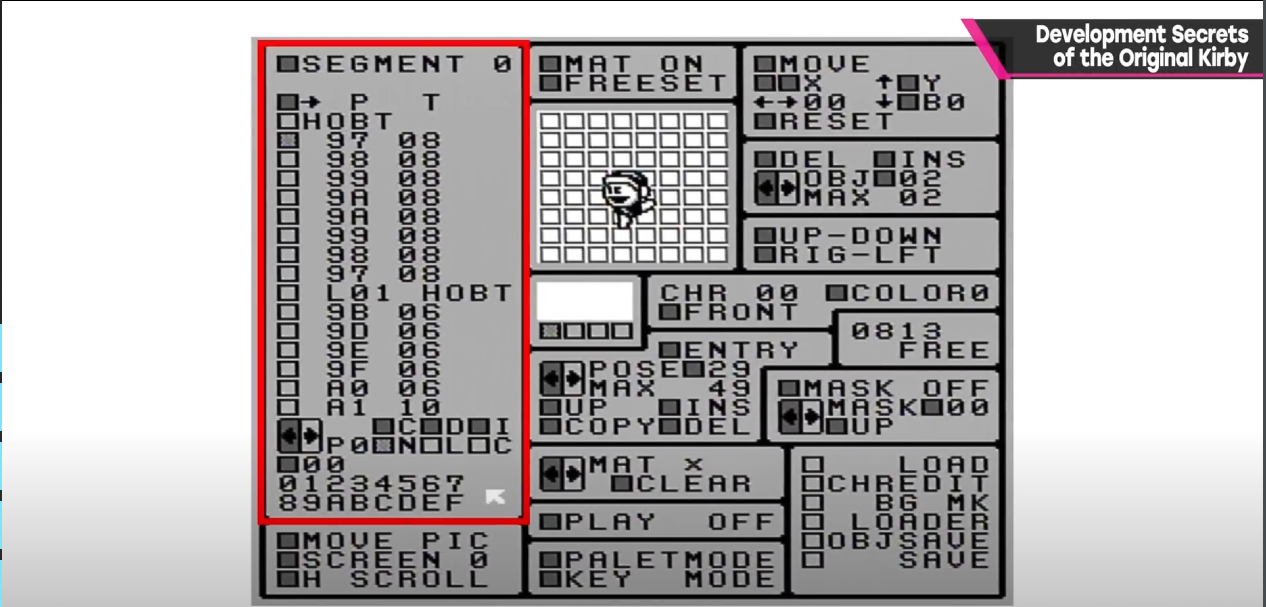 Development Secrets
of the Original Kirby
SEGMENT 0
→ P T
HOBT
97 08
98 08
99 08
9A 08
9A 08
99 08
98 08
97 08
L01 HOBT
9B 06
9D 06
9E 06
9F 06
A0 06
A1 10
C D I
P0 N L C
00
01234567
89ABCDEF
MOVE PIC
SCREEN 0
H SCROLL
MAT ON
FREESET
MOVE
X ↑ Y
←→00 ↓ B0
RESET
DEL INS
OBJ 02
MAX 02
UP-DOWN
RIG-LFT
CHR 00 COLOR0
FRONT
0813
FREE
ENTRY
POSE 29
MAX 49
UP INS
COPY DEL
MASK OFF
MASK 00
UP
MAT x
CLEAR
PLAY OFF
PALETMODE
KEY MODE
LOAD
CHREDIT
BG MK
LOADER
OBJSAVE
SAVE